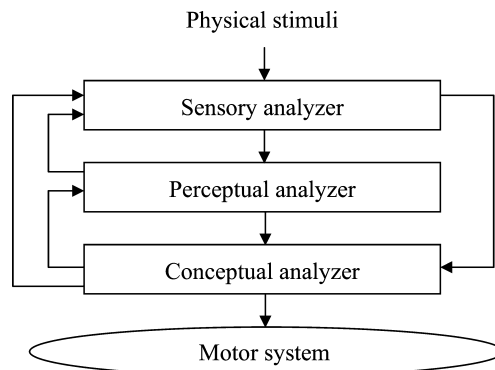 Physical stimuli
Sensory analyzer
Perceptual analyzer
Conceptual analyzer
Motor system